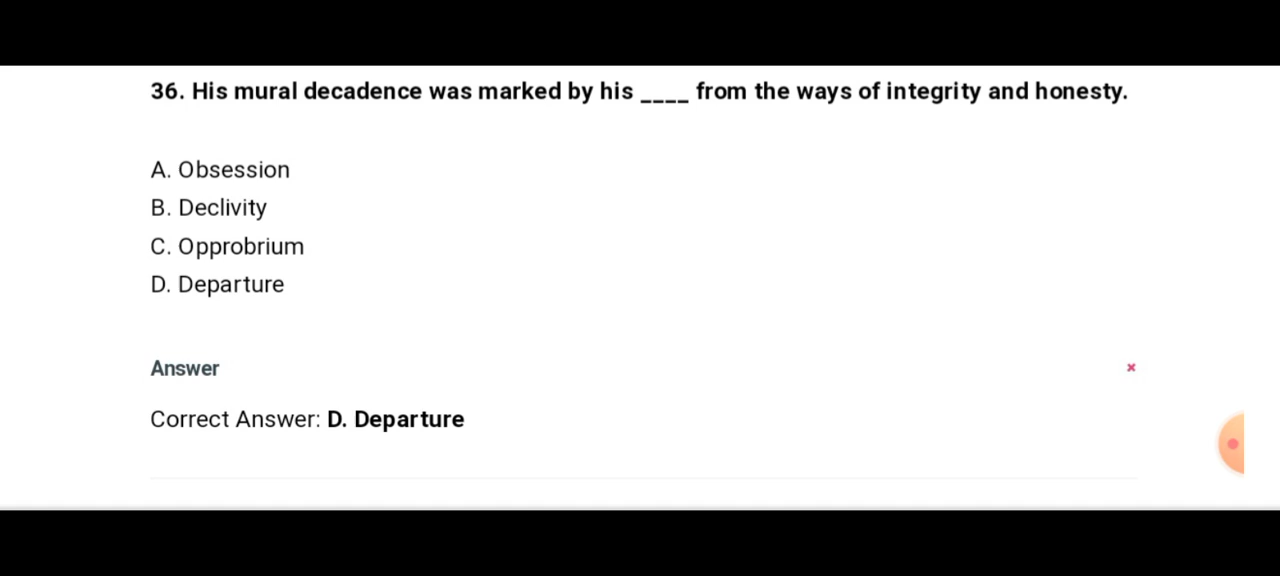 36. His mural decadence was marked by his ____ from the ways of integrity and honesty.
A. Obsession
B. Declivity
C. Opprobrium
D. Departure
Answer
Correct Answer: D. Departure